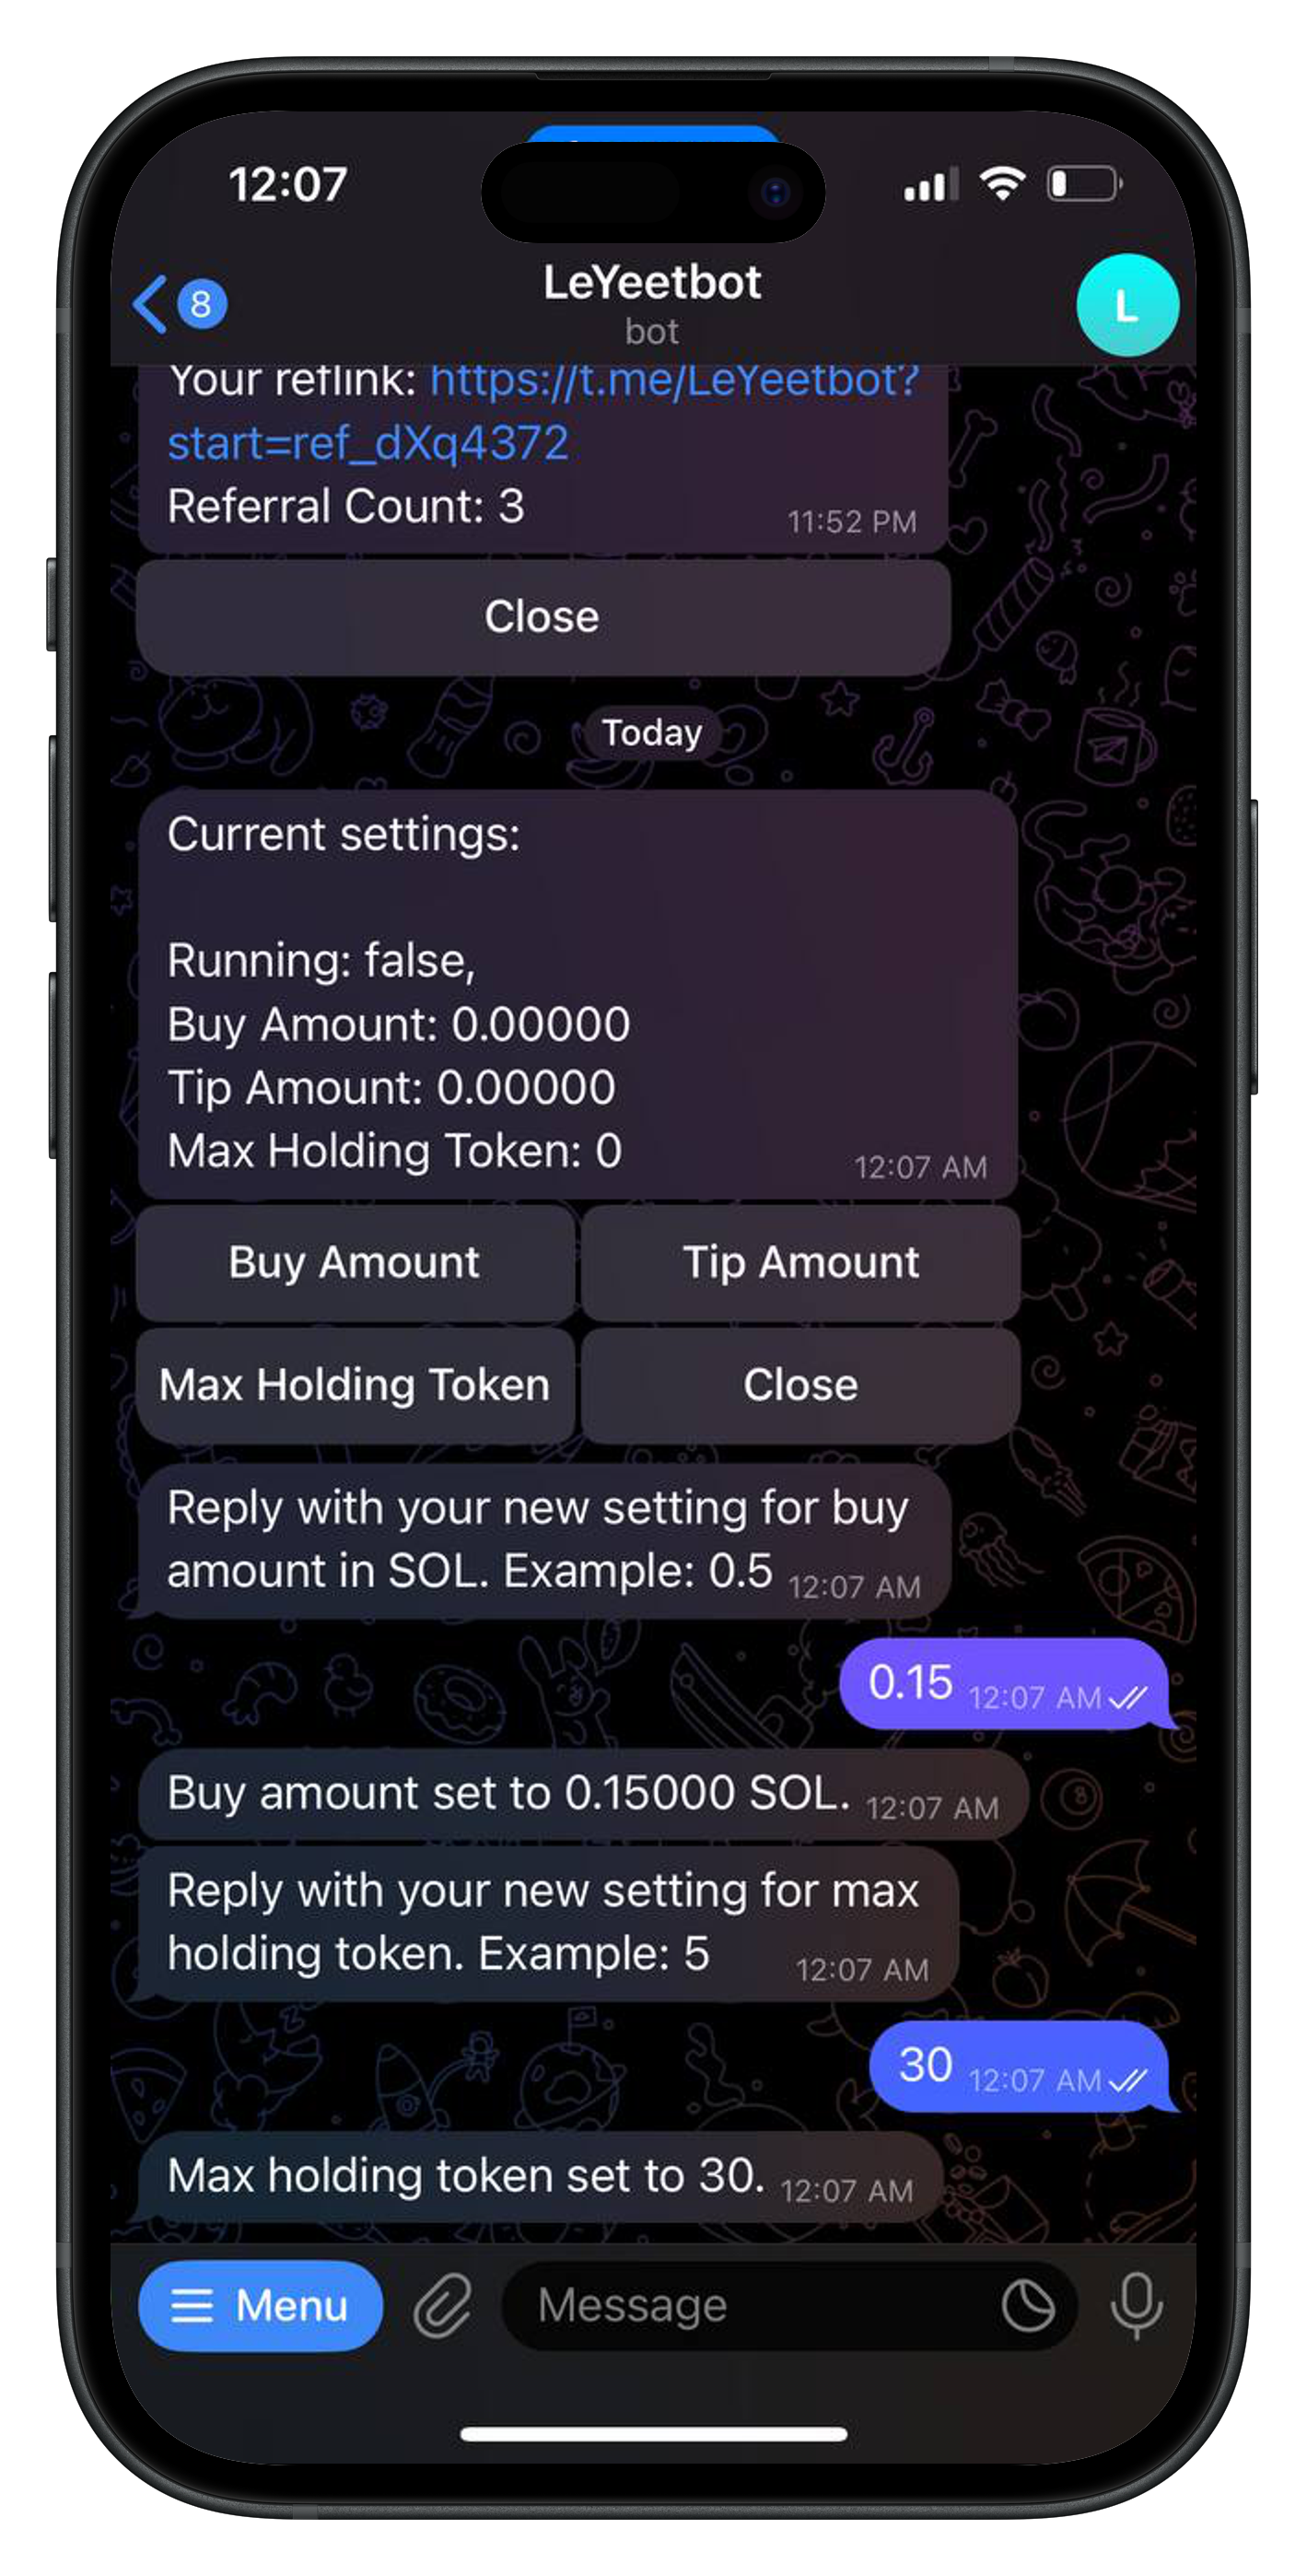 12:07
8
LeYeetbot
bot
L
Your reflink: https://t.me/LeYeetbot?
start=ref_dXq4372
Referral Count: 3
11:52 PM
Close
Today
Current settings:
Running: false,
Buy Amount: 0.00000
Tip Amount: 0.00000
Max Holding Token: 0
12:07 AM
Buy Amount
Tip Amount
Max Holding Token
Close
Reply with your new setting for buy
amount in SOL. Example: 0.5 12:07 AM
0.15 12:07 AM
Buy amount set to 0.15000 SOL. 12:07 AM
Reply with your new setting for max
holding token. Example: 5 12:07 AM
30 12:07 AM
Max holding token set to 30. 12:07 AM
Menu
Message